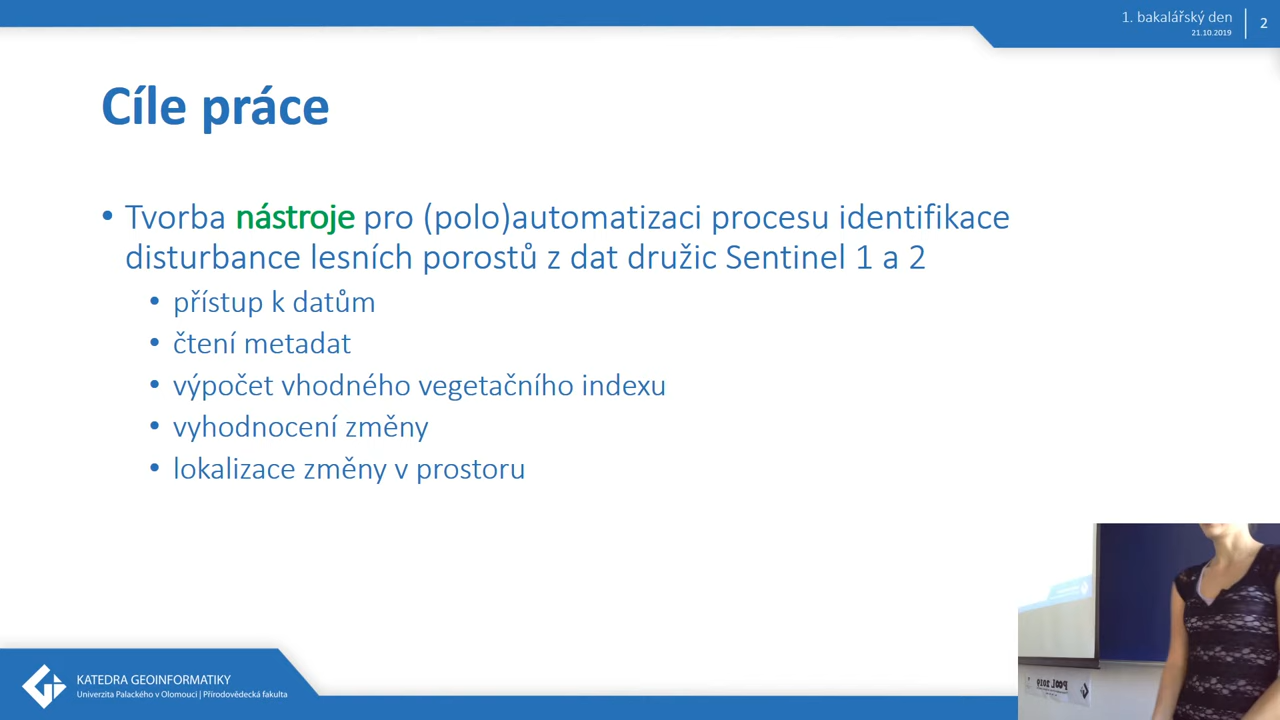 1. bakalářský den
21.10.2019
2
Cíle práce
• Tvorba nástroje pro (polo)automatizaci procesu identifikace
disturbance lesních porostů z dat družic Sentinel 1 a 2
• přístup k datům
• čtení metadat
• výpočet vhodného vegetačního indexu
• vyhodnocení změny
• lokalizace změny v prostoru
KATEDRA GEOINFORMATIKY
Univerzita Palackého v Olomouci | Přírodovědecká fakulta